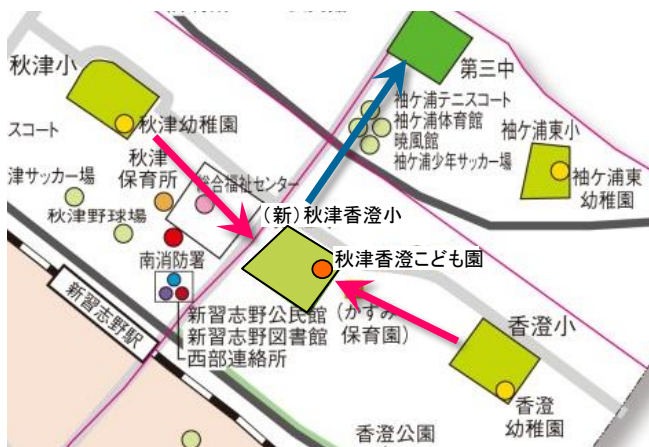 秋津小
第三中
スコート
秋津幼稚園
袖ケ浦テニスコート
袖ケ浦体育館
暁風館
袖ケ浦少年サッカー場
袖ケ浦東小
袖ケ浦東
幼稚園
秋津
保育所
総合福祉センター
津サッカー場
秋津野球場
(新)秋津香澄小
南消防署
秋津香澄こども園
新習志野駅
新習志野公民館
新習志野図書館
西部連絡所
(かすみ
保育園)
香澄小
香澄
幼稚園
香澄公園